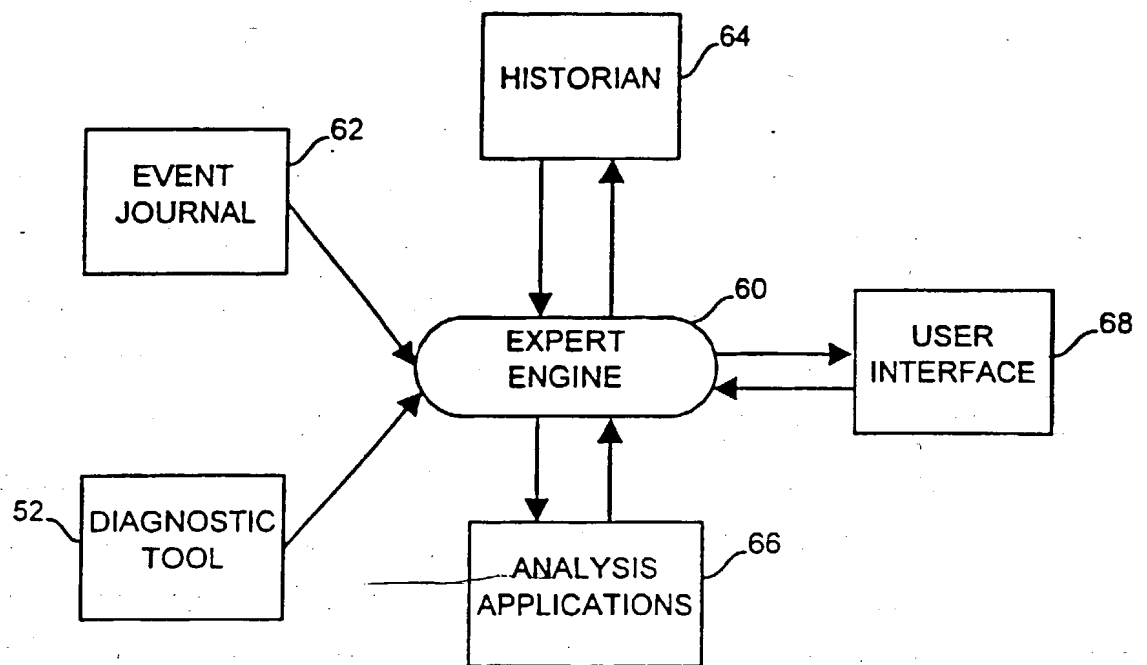 64
HISTORIAN
62
EVENT
JOURNAL
60
EXPERT
ENGINE
USER
INTERFACE
68
52
DIAGNOSTIC
TOOL
66
ANALYSIS
APPLICATIONS